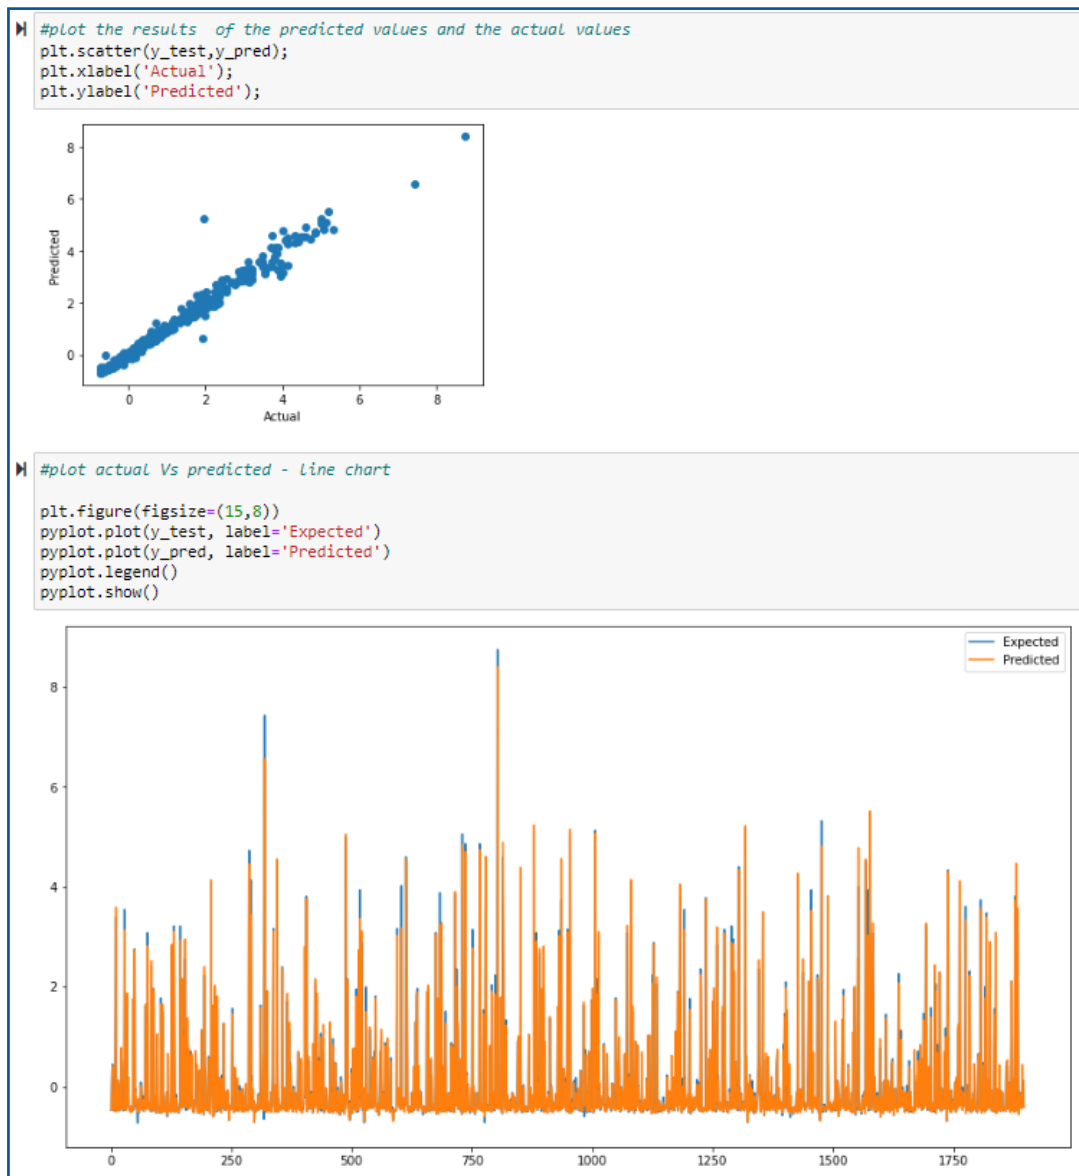 #plot the results  of the predicted values and the actual values
plt.scatter(y_test,y_pred);
plt.xlabel('Actual');
plt.ylabel('Predicted');
8
6
4
2
0
Predicted
0 2 4 6 8
Actual
#plot actual Vs predicted - line chart
plt.figure(figsize=(15,8))
pyplot.plot(y_test, label='Expected')
pyplot.plot(y_pred, label='Predicted')
pyplot.legend()
pyplot.show()
Expected
Predicted
8
6
4
2
0
0 250 500 750 1000 1250 1500 1750